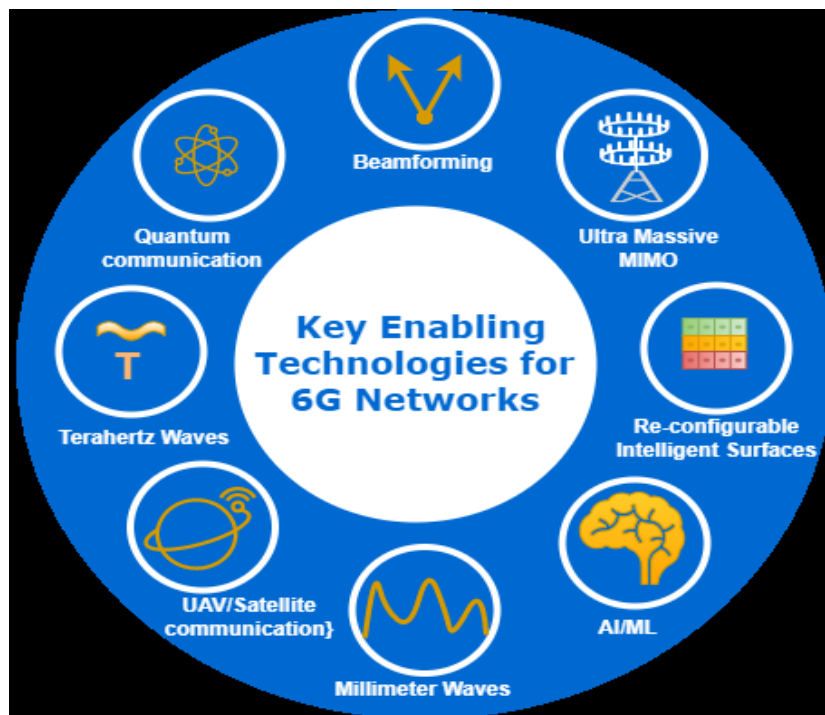 Beamforming
Ultra Massive
MIMO
Re-configurable
Intelligent Surfaces
AI/ML
Millimeter Waves
UAV/Satellite
communication}
T
Terahertz Waves
Quantum
communication
Key Enabling
Technologies for
6G Networks